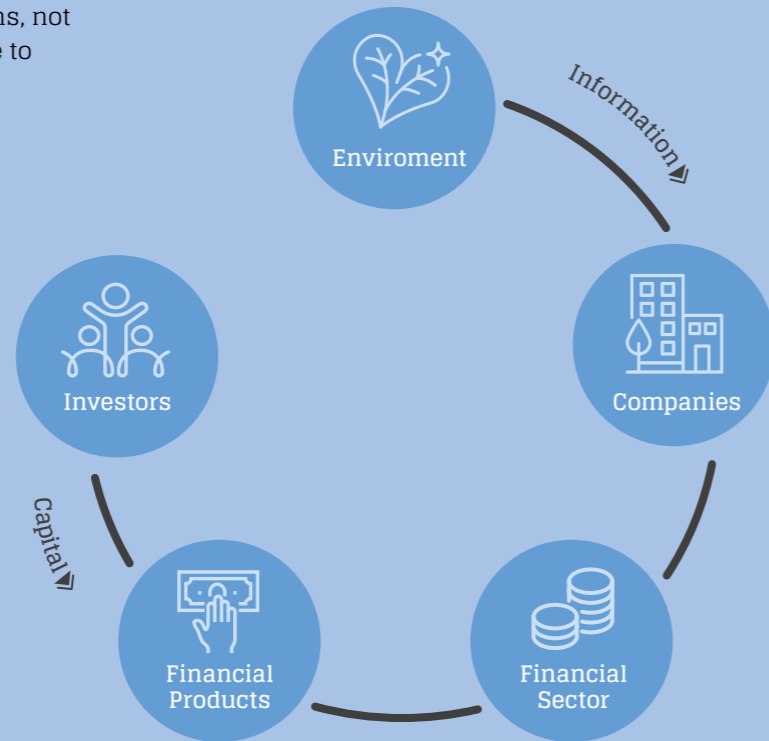 ns, not
e to
Enviroment
Information
Investors
Companies
Capital
Financial
Products
Financial
Sector